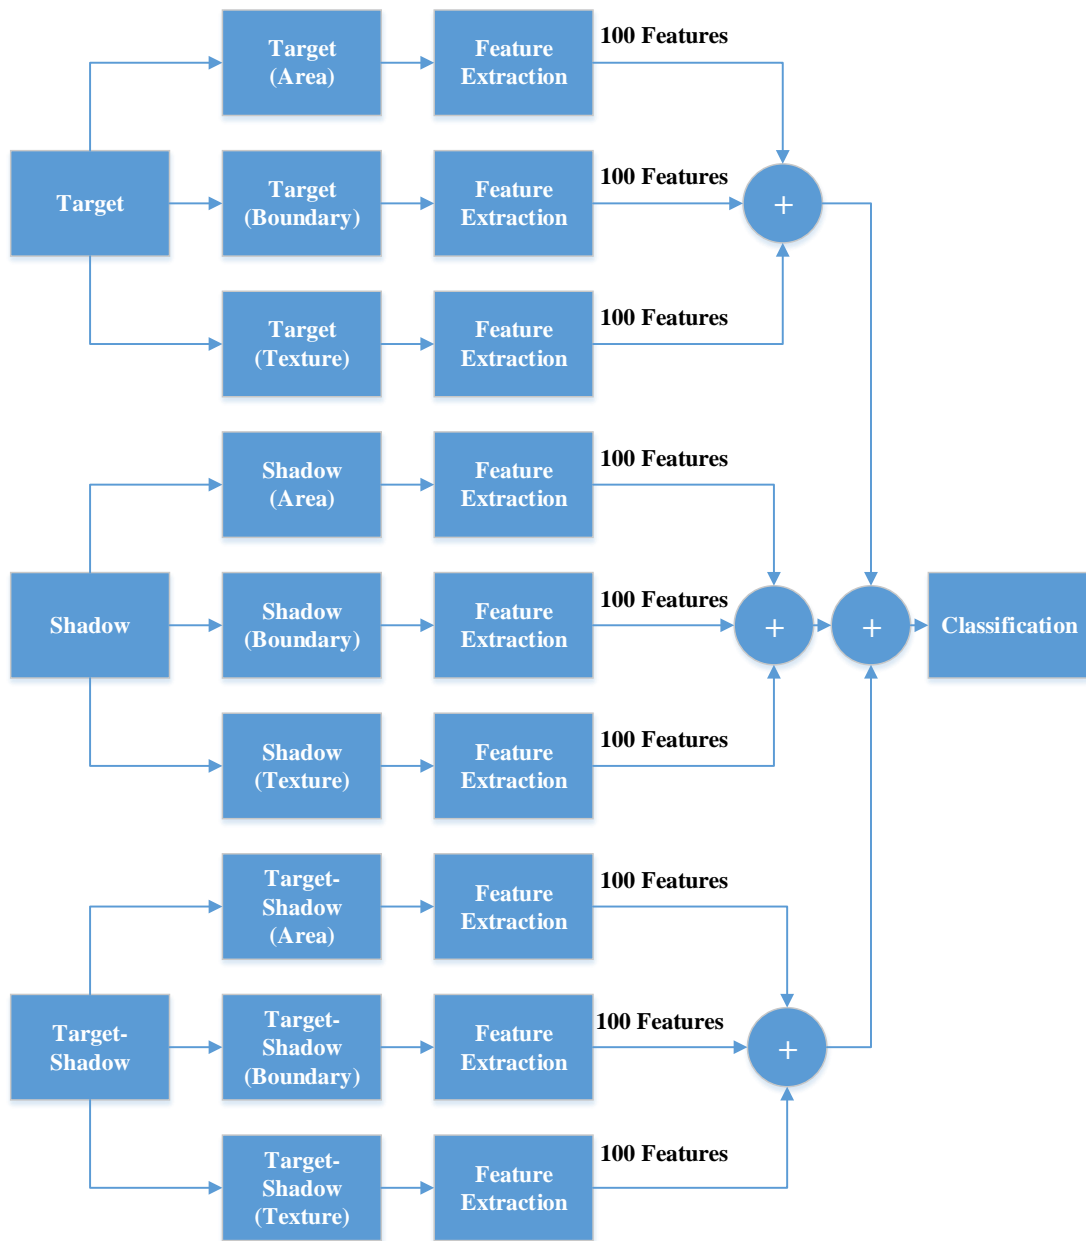 Target
(Area)
Feature
Extraction
100 Features
Target
Target
(Boundary)
Feature
Extraction
100 Features
+
Target
(Texture)
Feature
Extraction
100 Features
Shadow
(Area)
Feature
Extraction
100 Features
Shadow
Shadow
(Boundary)
Feature
Extraction
100 Features
+
+
Classification
Shadow
(Texture)
Feature
Extraction
100 Features
Target-
Shadow
(Area)
Feature
Extraction
100 Features
Target-
Shadow
Target-
Shadow
(Boundary)
Feature
Extraction
100 Features
+
Target-
Shadow
(Texture)
Feature
Extraction
100 Features